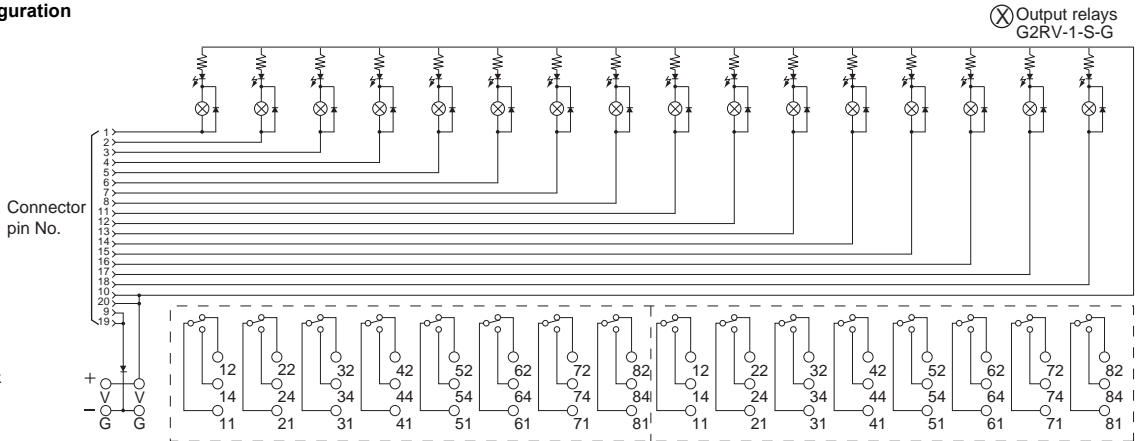 guration
Output relays
G2RV-1-S-G
Connector
pin No.
1
2
3
4
5
6
7
8
11
12
13
14
15
16
17
18
10
20
9
19
+ V V
− G G
12 22 32 42 52 62 72 82 12 22 32 42 52 62 72 82
14 24 34 44 54 64 74 84 14 24 34 44 54 64 74 84
11 21 31 41 51 61 71 81 11 21 31 41 51 61 71 81